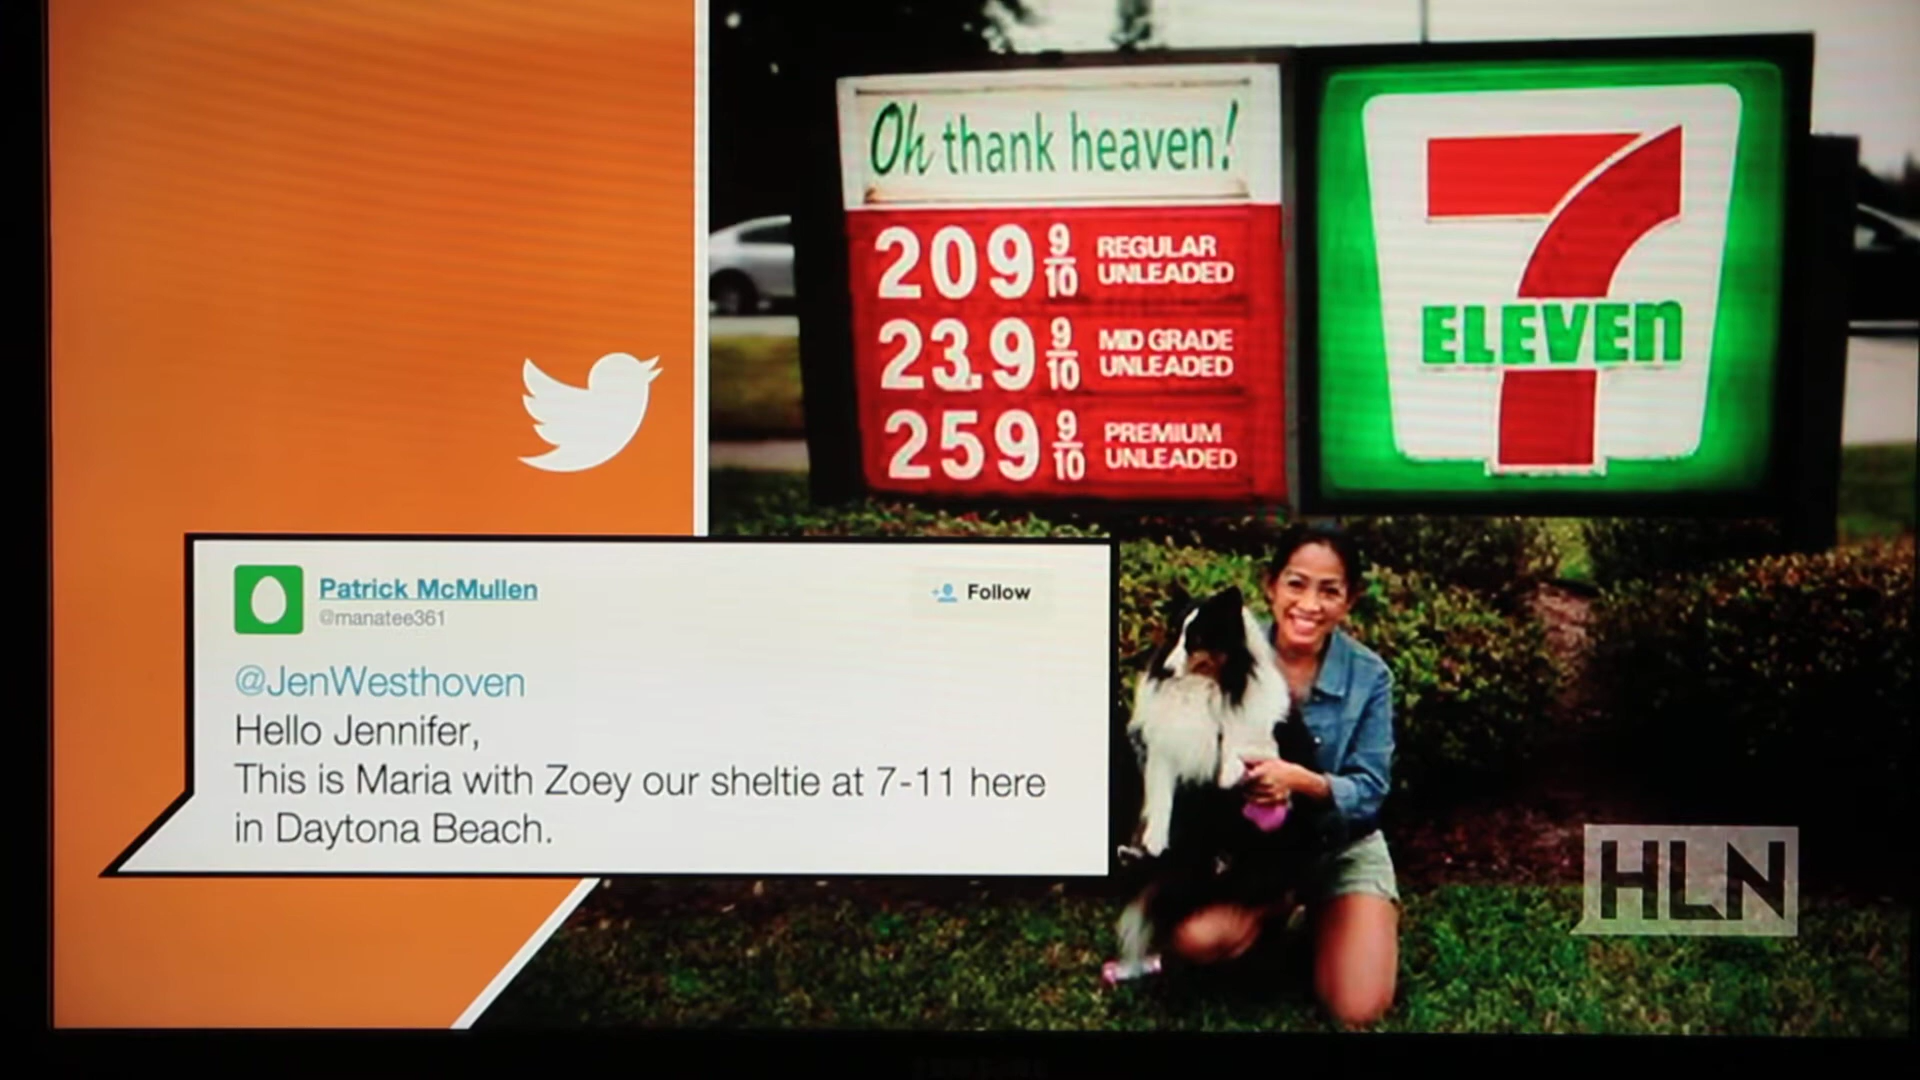 Oh thank heaven!
209 9/10 REGULAR UNLEADED
23.9 9/10 MID GRADE UNLEADED
259 9/10 PREMIUM UNLEADED
7
ELEVEn
Patrick McMullen
@manatee361
Follow
@JenWesthoven
Hello Jennifer,
This is Maria with Zoey our sheltie at 7-11 here
in Daytona Beach.
HLN